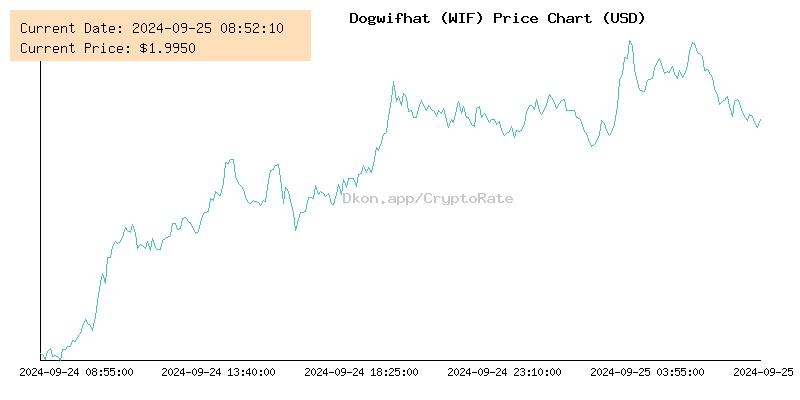 Dogwifhat (WIF) Price Chart (USD)
Current Date: 2024-09-25 08:52:10
Current Price: $1.9950
Dkon.app/CryptoRate
2024-09-24 08:55:00 2024-09-24 13:40:00 2024-09-24 18:25:00 2024-09-24 23:10:00 2024-09-25 03:55:00 2024-09-25